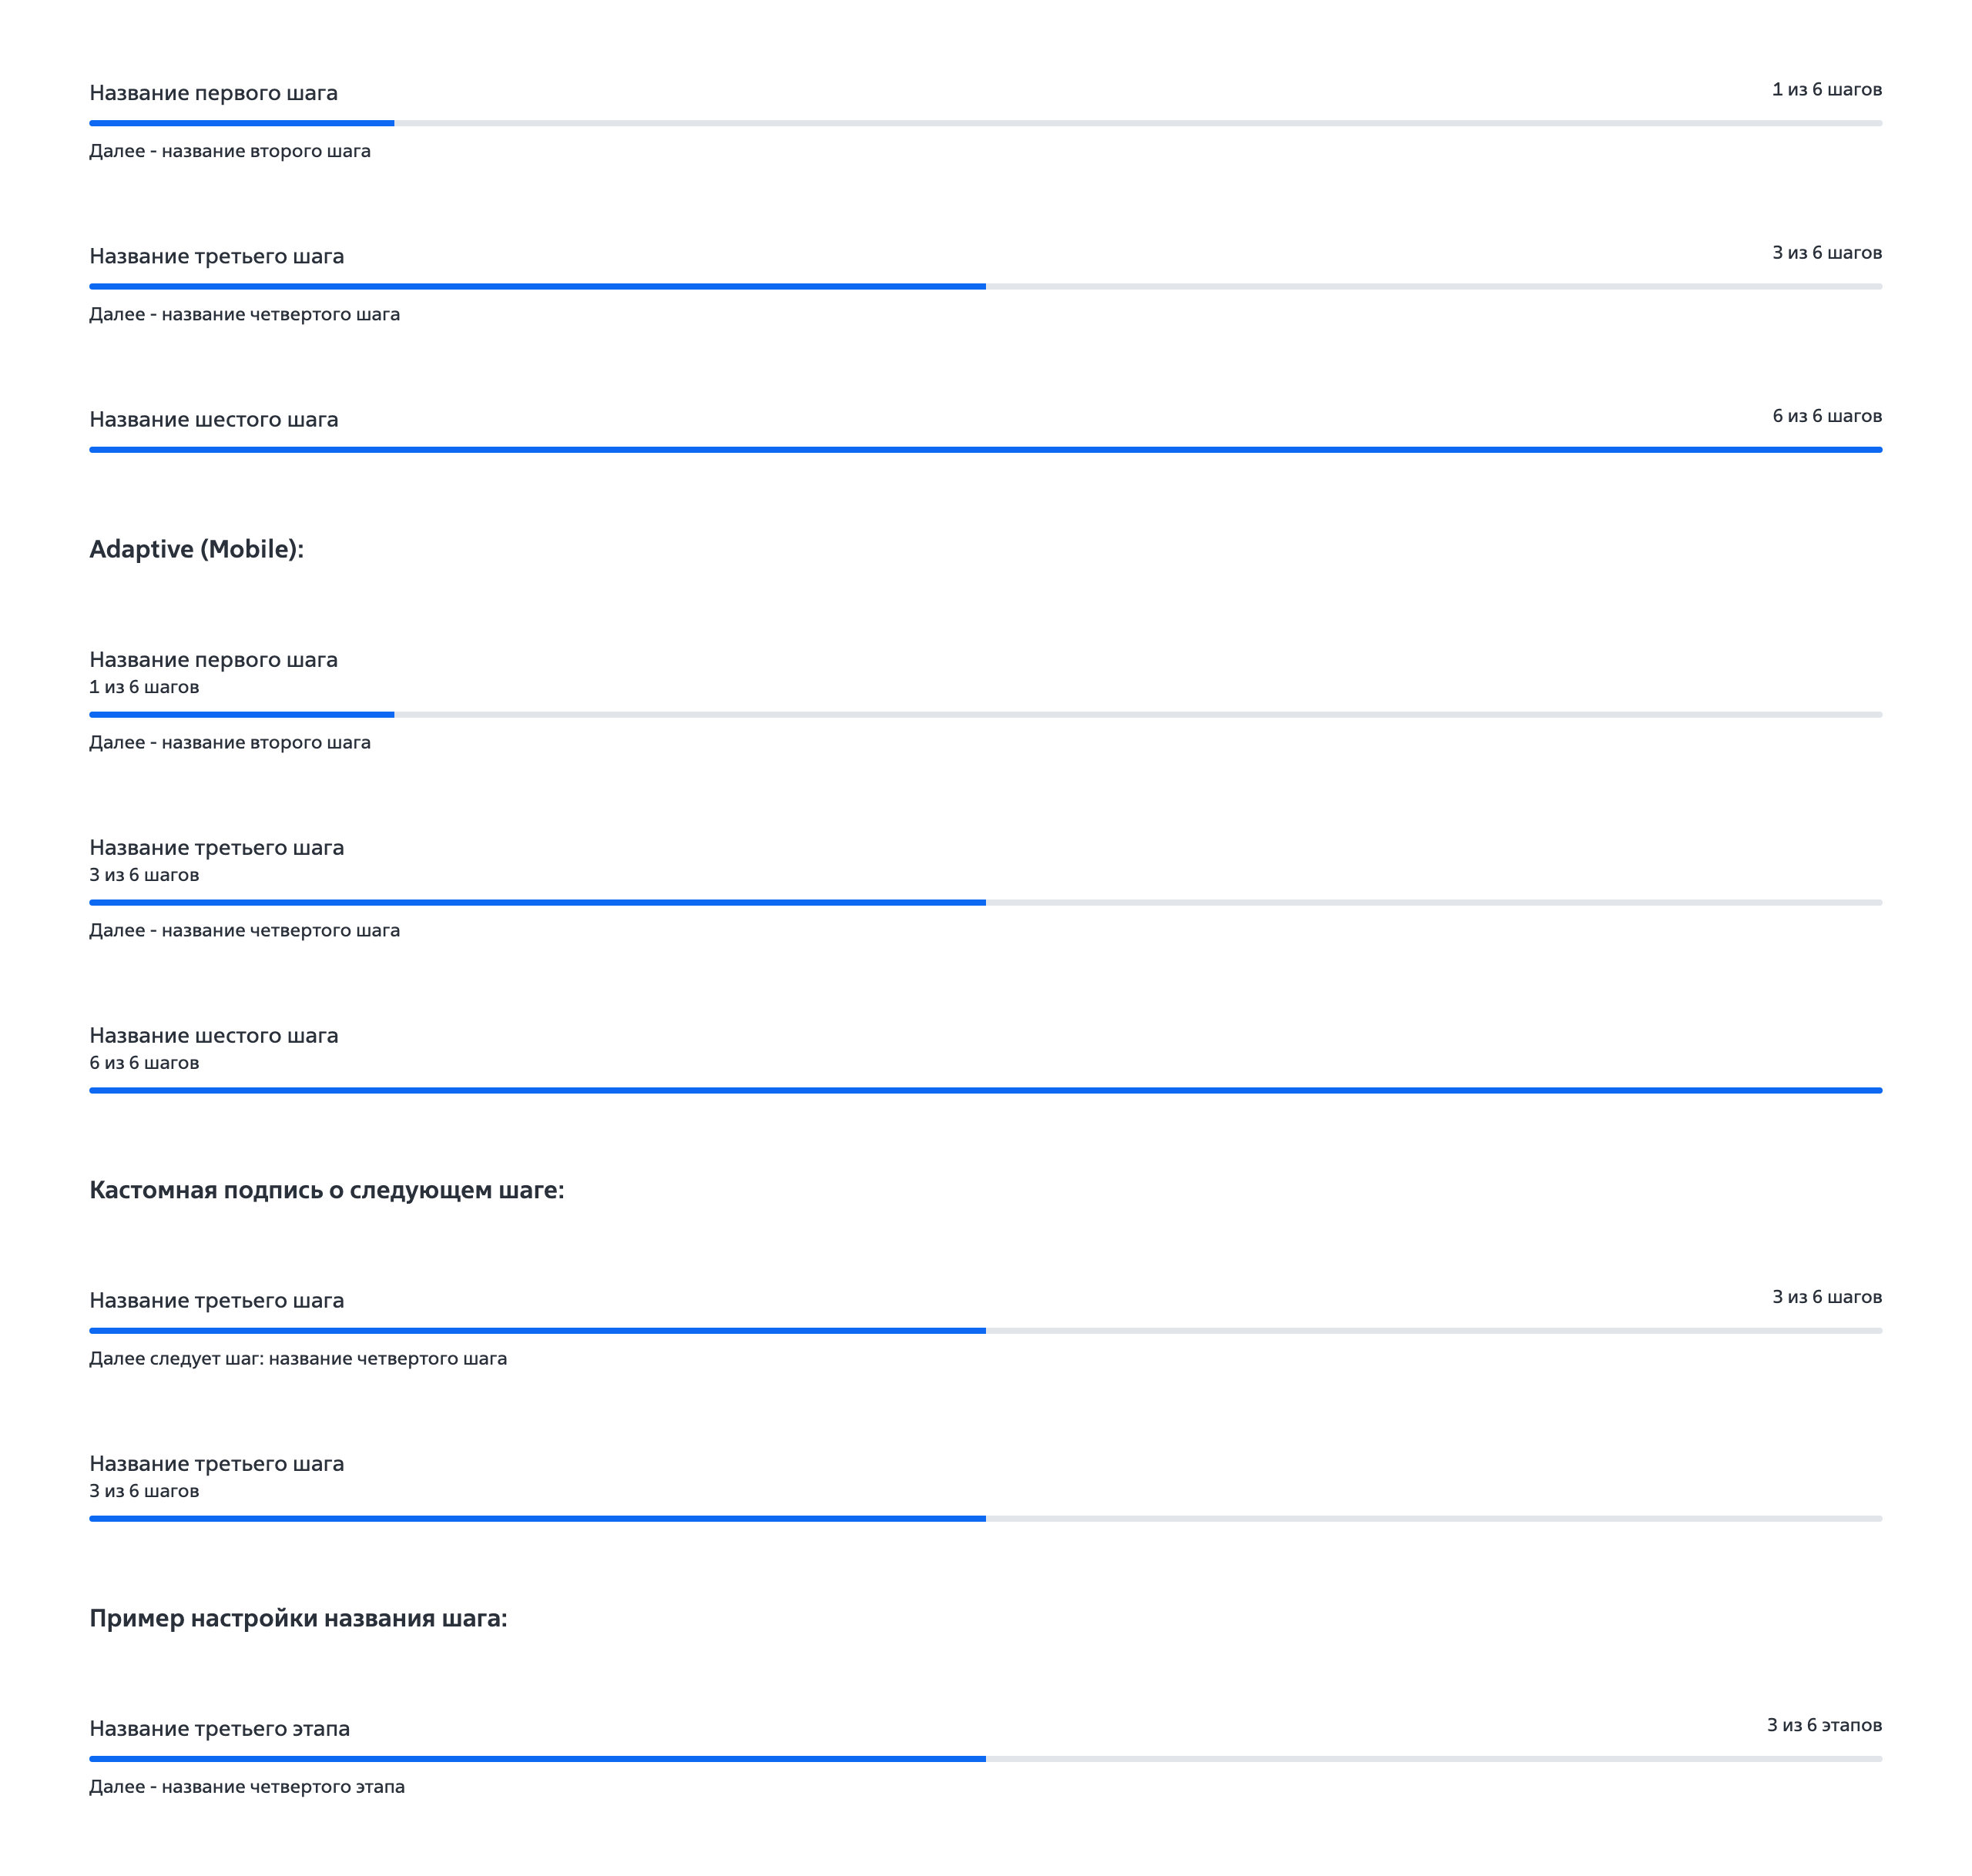 Название первого шага
1 из 6 шагов
Далее - название второго шага
Название третьего шага
3 из 6 шагов
Далее - название четвертого шага
Название шестого шага
6 из 6 шагов
Adaptive (Mobile):
Название первого шага
1 из 6 шагов
Далее - название второго шага
Название третьего шага
3 из 6 шагов
Далее - название четвертого шага
Название шестого шага
6 из 6 шагов
Кастомная подпись о следующем шаге:
Название третьего шага
3 из 6 шагов
Далее следует шаг: название четвертого шага
Название третьего шага
3 из 6 шагов
Пример настройки названия шага:
Название третьего этапа
3 из 6 этапов
Далее - название четвертого этапа